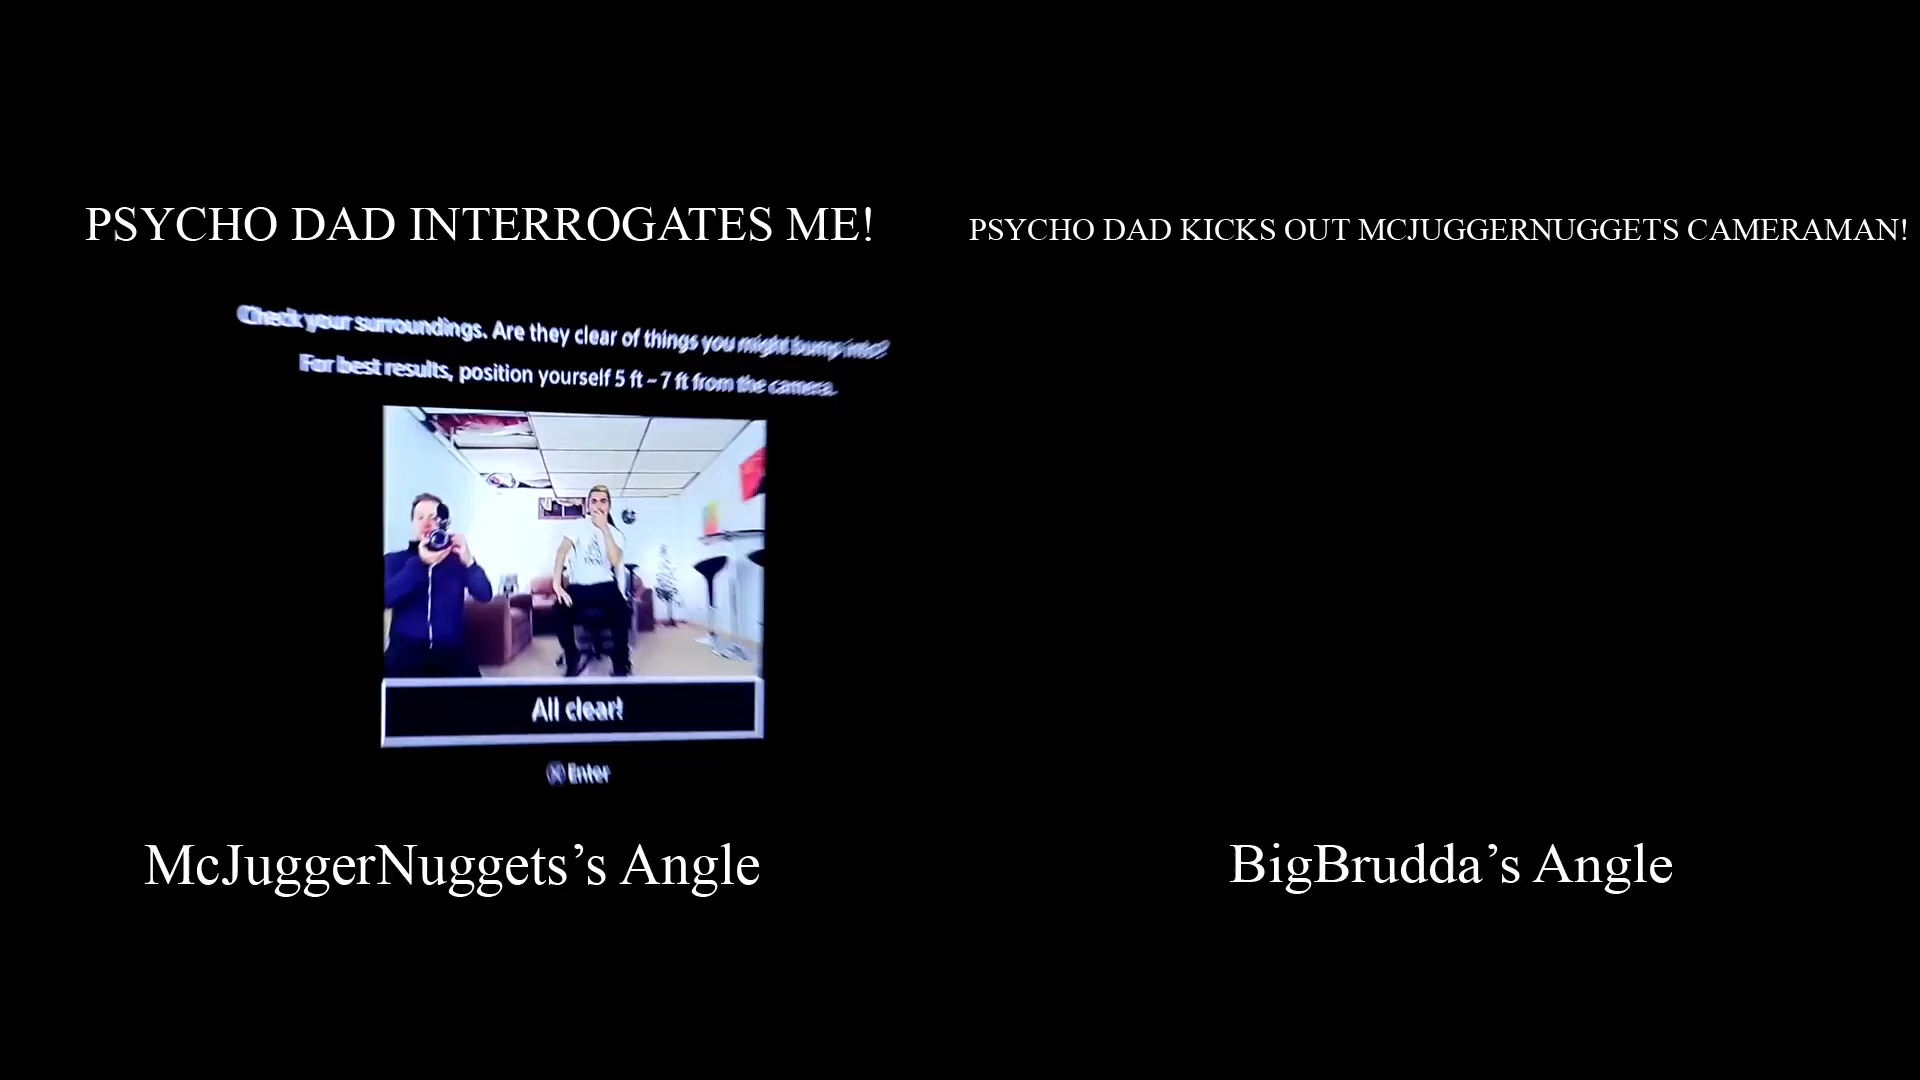 PSYCHO DAD INTERROGATES ME!
PSYCHO DAD KICKS OUT MCJUGGERNUGGETS CAMERAMAN!
Check your surroundings. Are they clear of things you might bump into?
For best results, position yourself 5 ft – 7 ft from the camera.
All clear!
Ⓧ Enter
McJuggerNuggets’s Angle
BigBrudda’s Angle